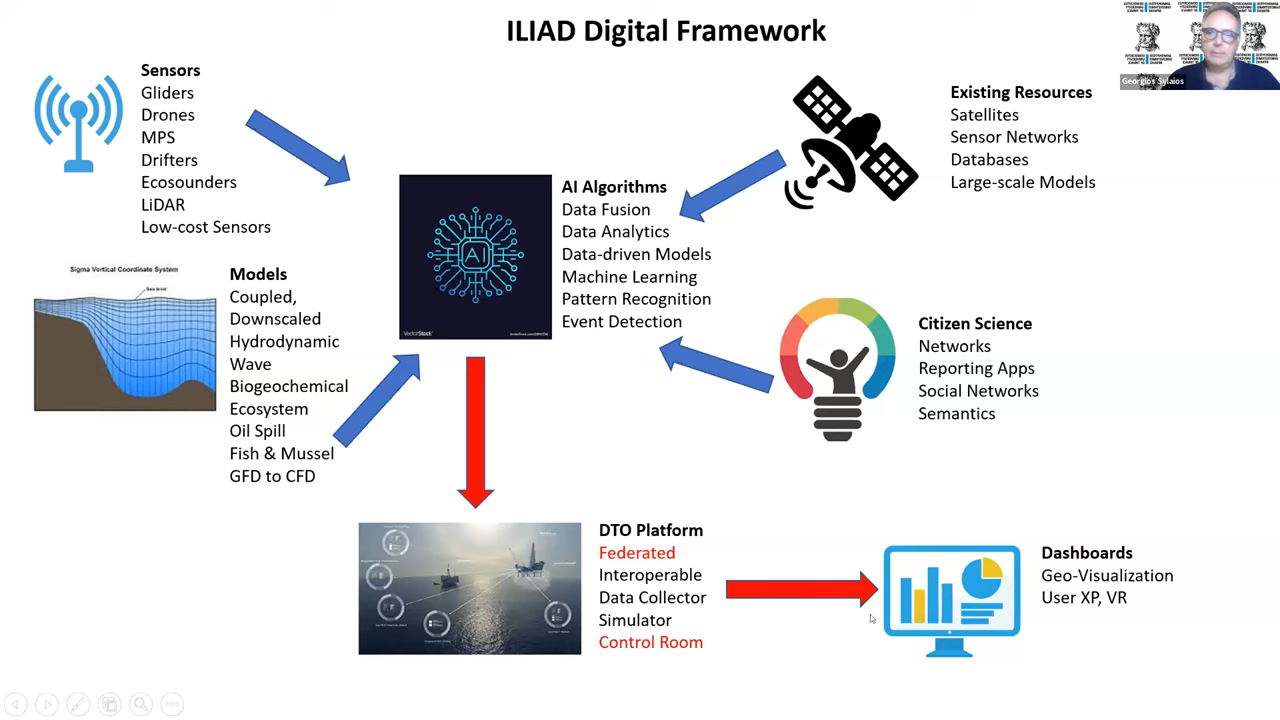 ILIAD Digital Framework
Georgios Sylaios
Sensors
Gliders
Drones
MPS
Drifters
Ecosounders
LiDAR
Low-cost Sensors
Existing Resources
Satellites
Sensor Networks
Databases
Large-scale Models
AI
VectorStock
AI Algorithms
Data Fusion
Data Analytics
Data-driven Models
Machine Learning
Pattern Recognition
Event Detection
Sigma Vertical Coordinate System
Sea level
Models
Coupled,
Downscaled
Hydrodynamic
Wave
Biogeochemical
Ecosystem
Oil Spill
Fish & Mussel
GFD to CFD
Citizen Science
Networks
Reporting Apps
Social Networks
Semantics
DTO Platform
Federated
Interoperable
Data Collector
Simulator
Control Room
Dashboards
Geo-Visualization
User XP, VR